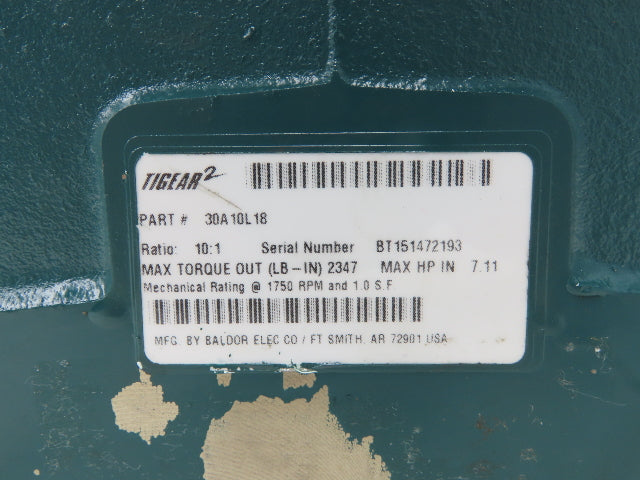 TIGEAR2
PART # 30A10L18
Ratio: 10:1 Serial Number BT151472193
MAX TORQUE OUT (LB-IN) 2347 MAX HP IN 7.11
Mechanical Rating @ 1750 RPM and 1.0 S.F
MFG. BY BALDOR ELEC CO / FT SMITH, AR 72901 USA